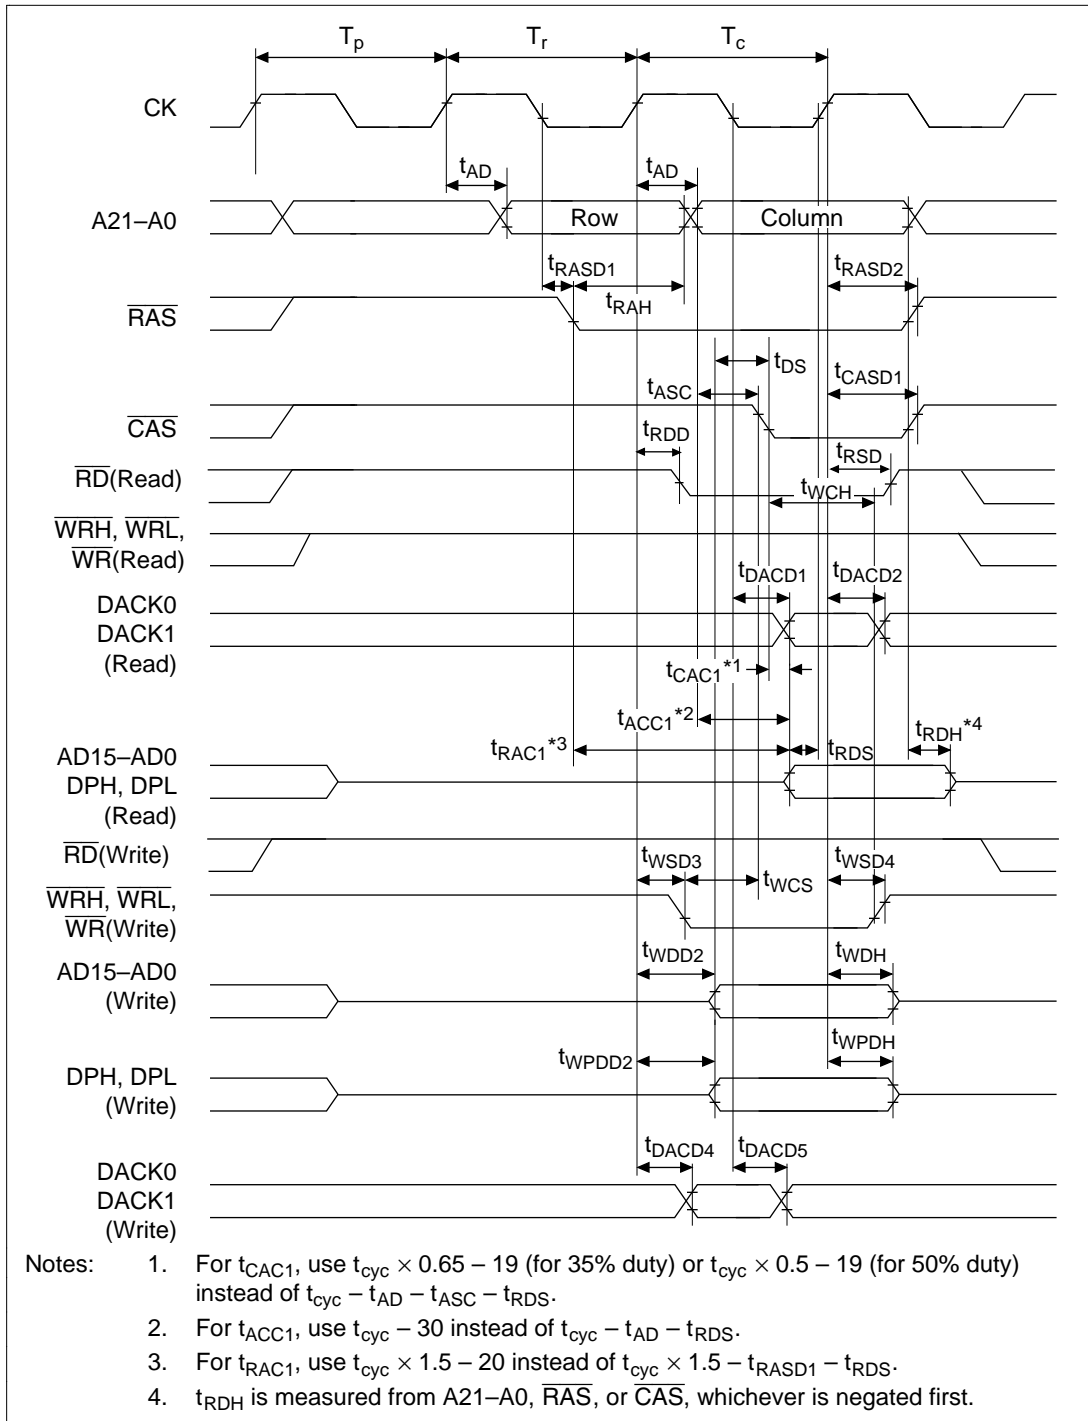 Tp Tr Tc
CK
tAD tAD
A21–A0 Row Column
tRASD1 tRASD2
RAS tRAH
tDS
tASC tCASD1
CAS
tRDD tRSD
RD(Read) tWCH
WRH, WRL,
WR(Read)
DACK0 tDACD1 tDACD2
DACK1
(Read)
tCAC1*1
tACC1*2
tRAC1*3 tRDS tRDH*4
AD15–AD0
DPH, DPL
(Read)
RD(Write)
tWSD3 tWCS tWSD4
WRH, WRL,
WR(Write)
tWDD2 tWDH
AD15–AD0
(Write)
tWPDD2 tWPDH
DPH, DPL
(Write)
tDACD4 tDACD5
DACK0
DACK1
(Write)
Notes: 1. For tCAC1, use tcyc × 0.65 – 19 (for 35% duty) or tcyc × 0.5 – 19 (for 50% duty)
instead of tcyc – tAD – tASC – tRDS.
2. For tACC1, use tcyc – 30 instead of tcyc – tAD – tRDS.
3. For tRAC1, use tcyc × 1.5 – 20 instead of tcyc × 1.5 – tRASD1 – tRDS.
4. tRDH is measured from A21–A0, RAS, or CAS, whichever is negated first.